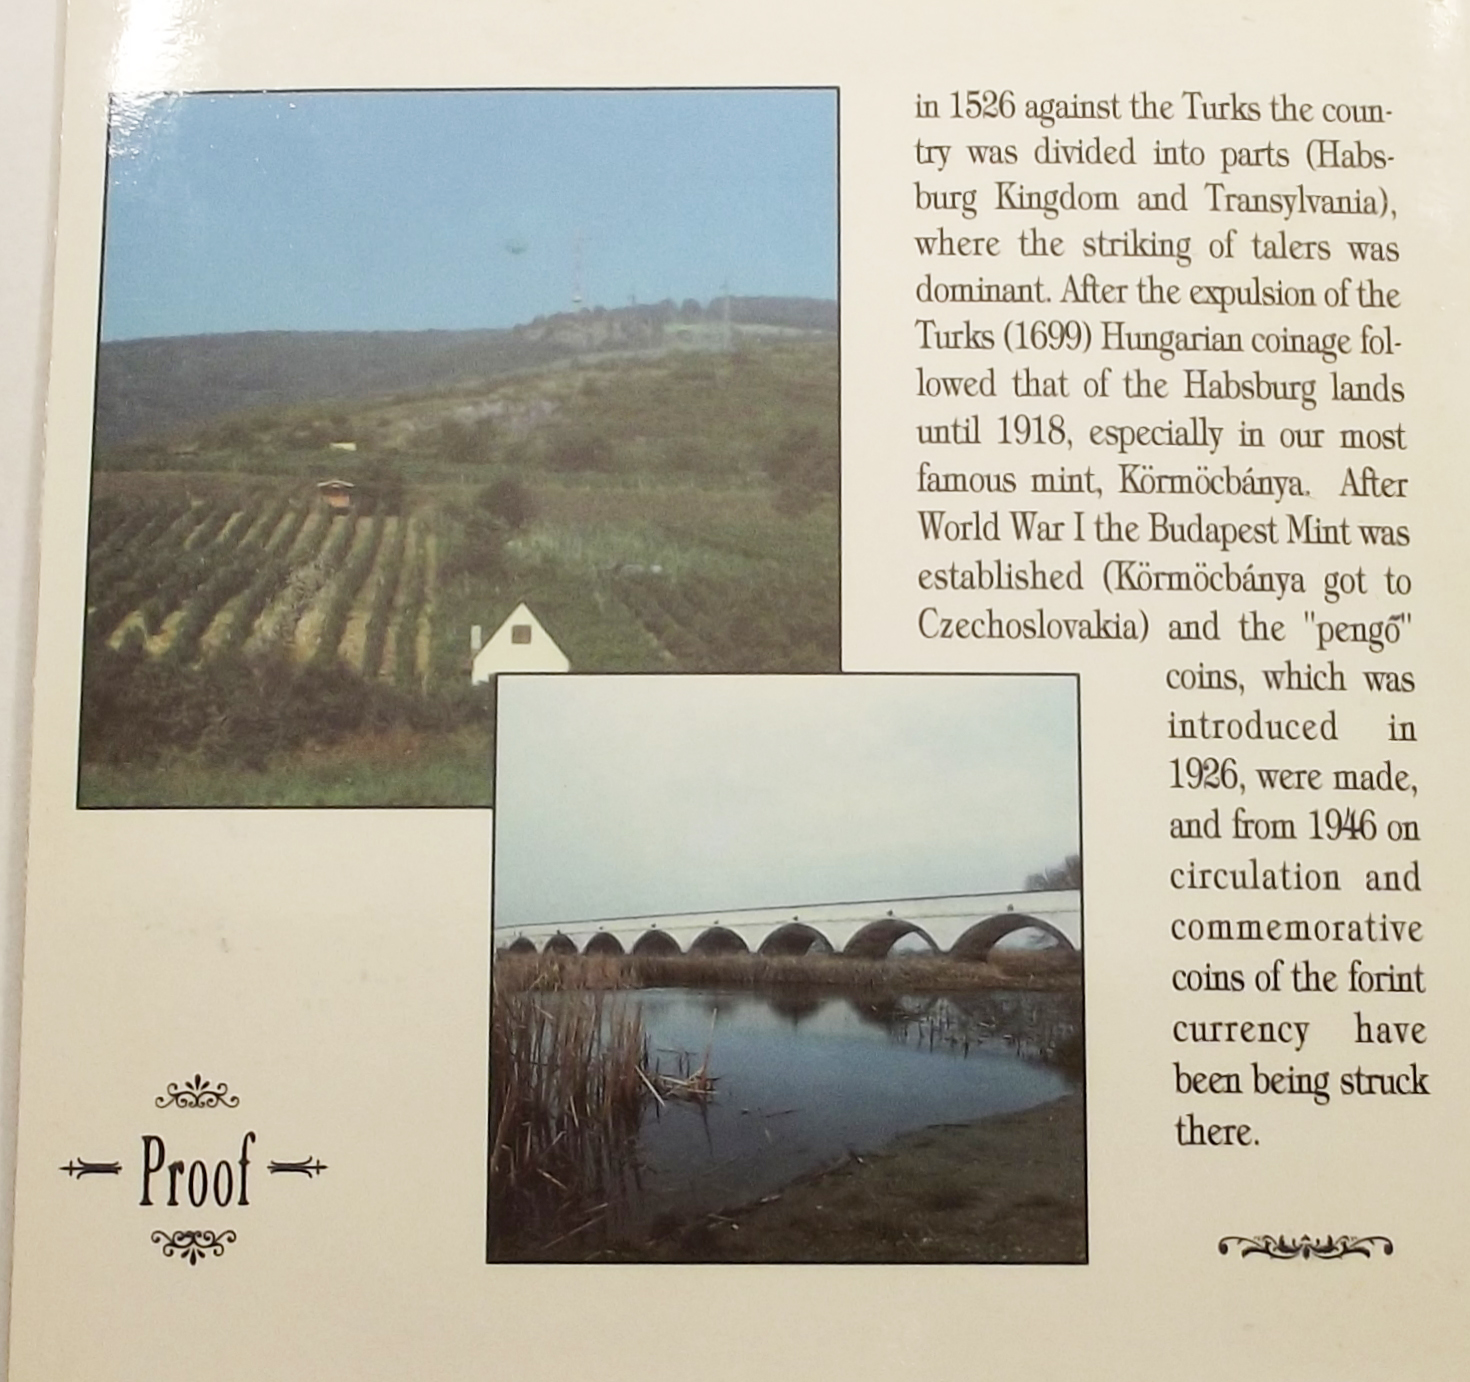 in 1526 against the Turks the coun-
try was divided into parts (Habs-
burg Kingdom and Transylvania),
where the striking of talers was
dominant. After the expulsion of the
Turks (1699) Hungarian coinage fol-
lowed that of the Habsburg lands
until 1918, especially in our most
famous mint, Körmöcbánya. After
World War I the Budapest Mint was
established (Körmöcbánya got to
Czechoslovakia) and the "pengő"
coins, which was
introduced in
1926, were made,
and from 1946 on
circulation and
commemorative
coins of the forint
currency have
been being struck
there.
Proof